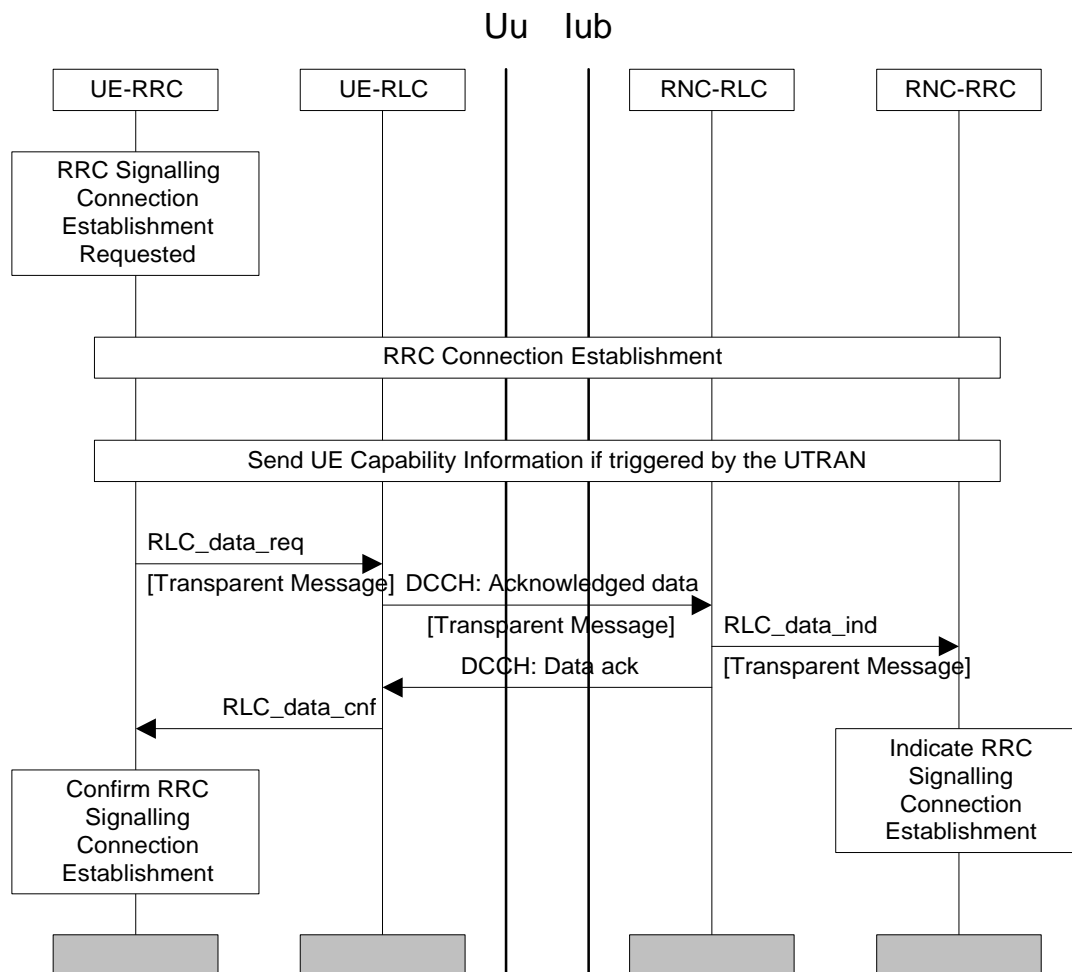 Uu Iub
UE-RRC UE-RLC RNC-RLC RNC-RRC
RRC Signalling
Connection
Establishment
Requested
RRC Connection Establishment
Send UE Capability Information if triggered by the UTRAN
RLC_data_req
[Transparent Message]
DCCH: Acknowledged data
[Transparent Message]
RLC_data_ind
[Transparent Message]
DCCH: Data ack
RLC_data_cnf
Indicate RRC
Signalling
Connection
Establishment
Confirm RRC
Signalling
Connection
Establishment